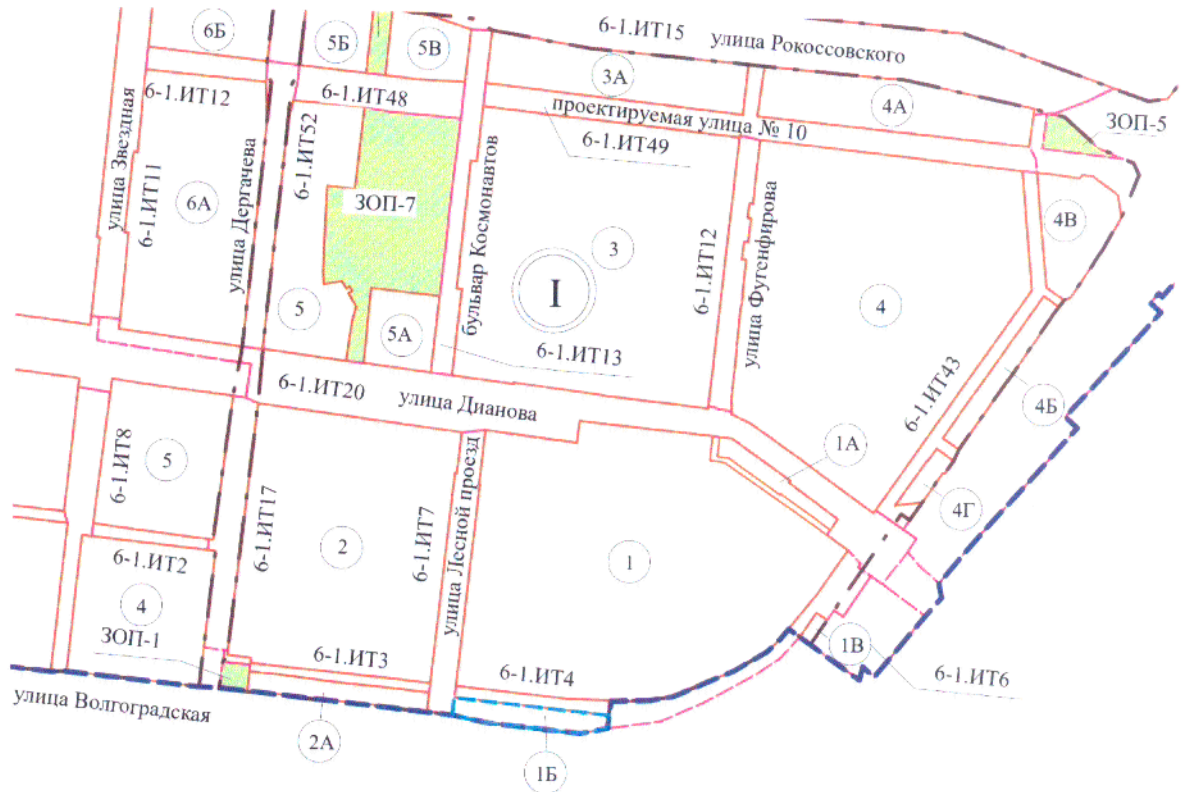 6Б
5Б
5В
6-1.ИТ15
улица Рокоссовского
3А
4А
6-1.ИТ12
6-1.ИТ48
проектируемая улица № 10
ЗОП-5
6-1.ИТ49
6-1.ИТ52
улица Звездная
6-1.ИТ11
6А
улица Дергачева
ЗОП-7
бульвар Космонавтов
I
3
6-1.ИТ12
улица Фугенфирова
4
4В
5
5А
6-1.ИТ13
6-1.ИТ20
улица Дианова
6-1.ИТ43
4Б
6-1.ИТ8
5
1А
4Г
6-1.ИТ17
2
6-1.ИТ7
улица Лесной проезд
1
6-1.ИТ2
4
ЗОП-1
6-1.ИТ3
6-1.ИТ4
1В
6-1.ИТ6
улица Волгоградская
2А
1Б